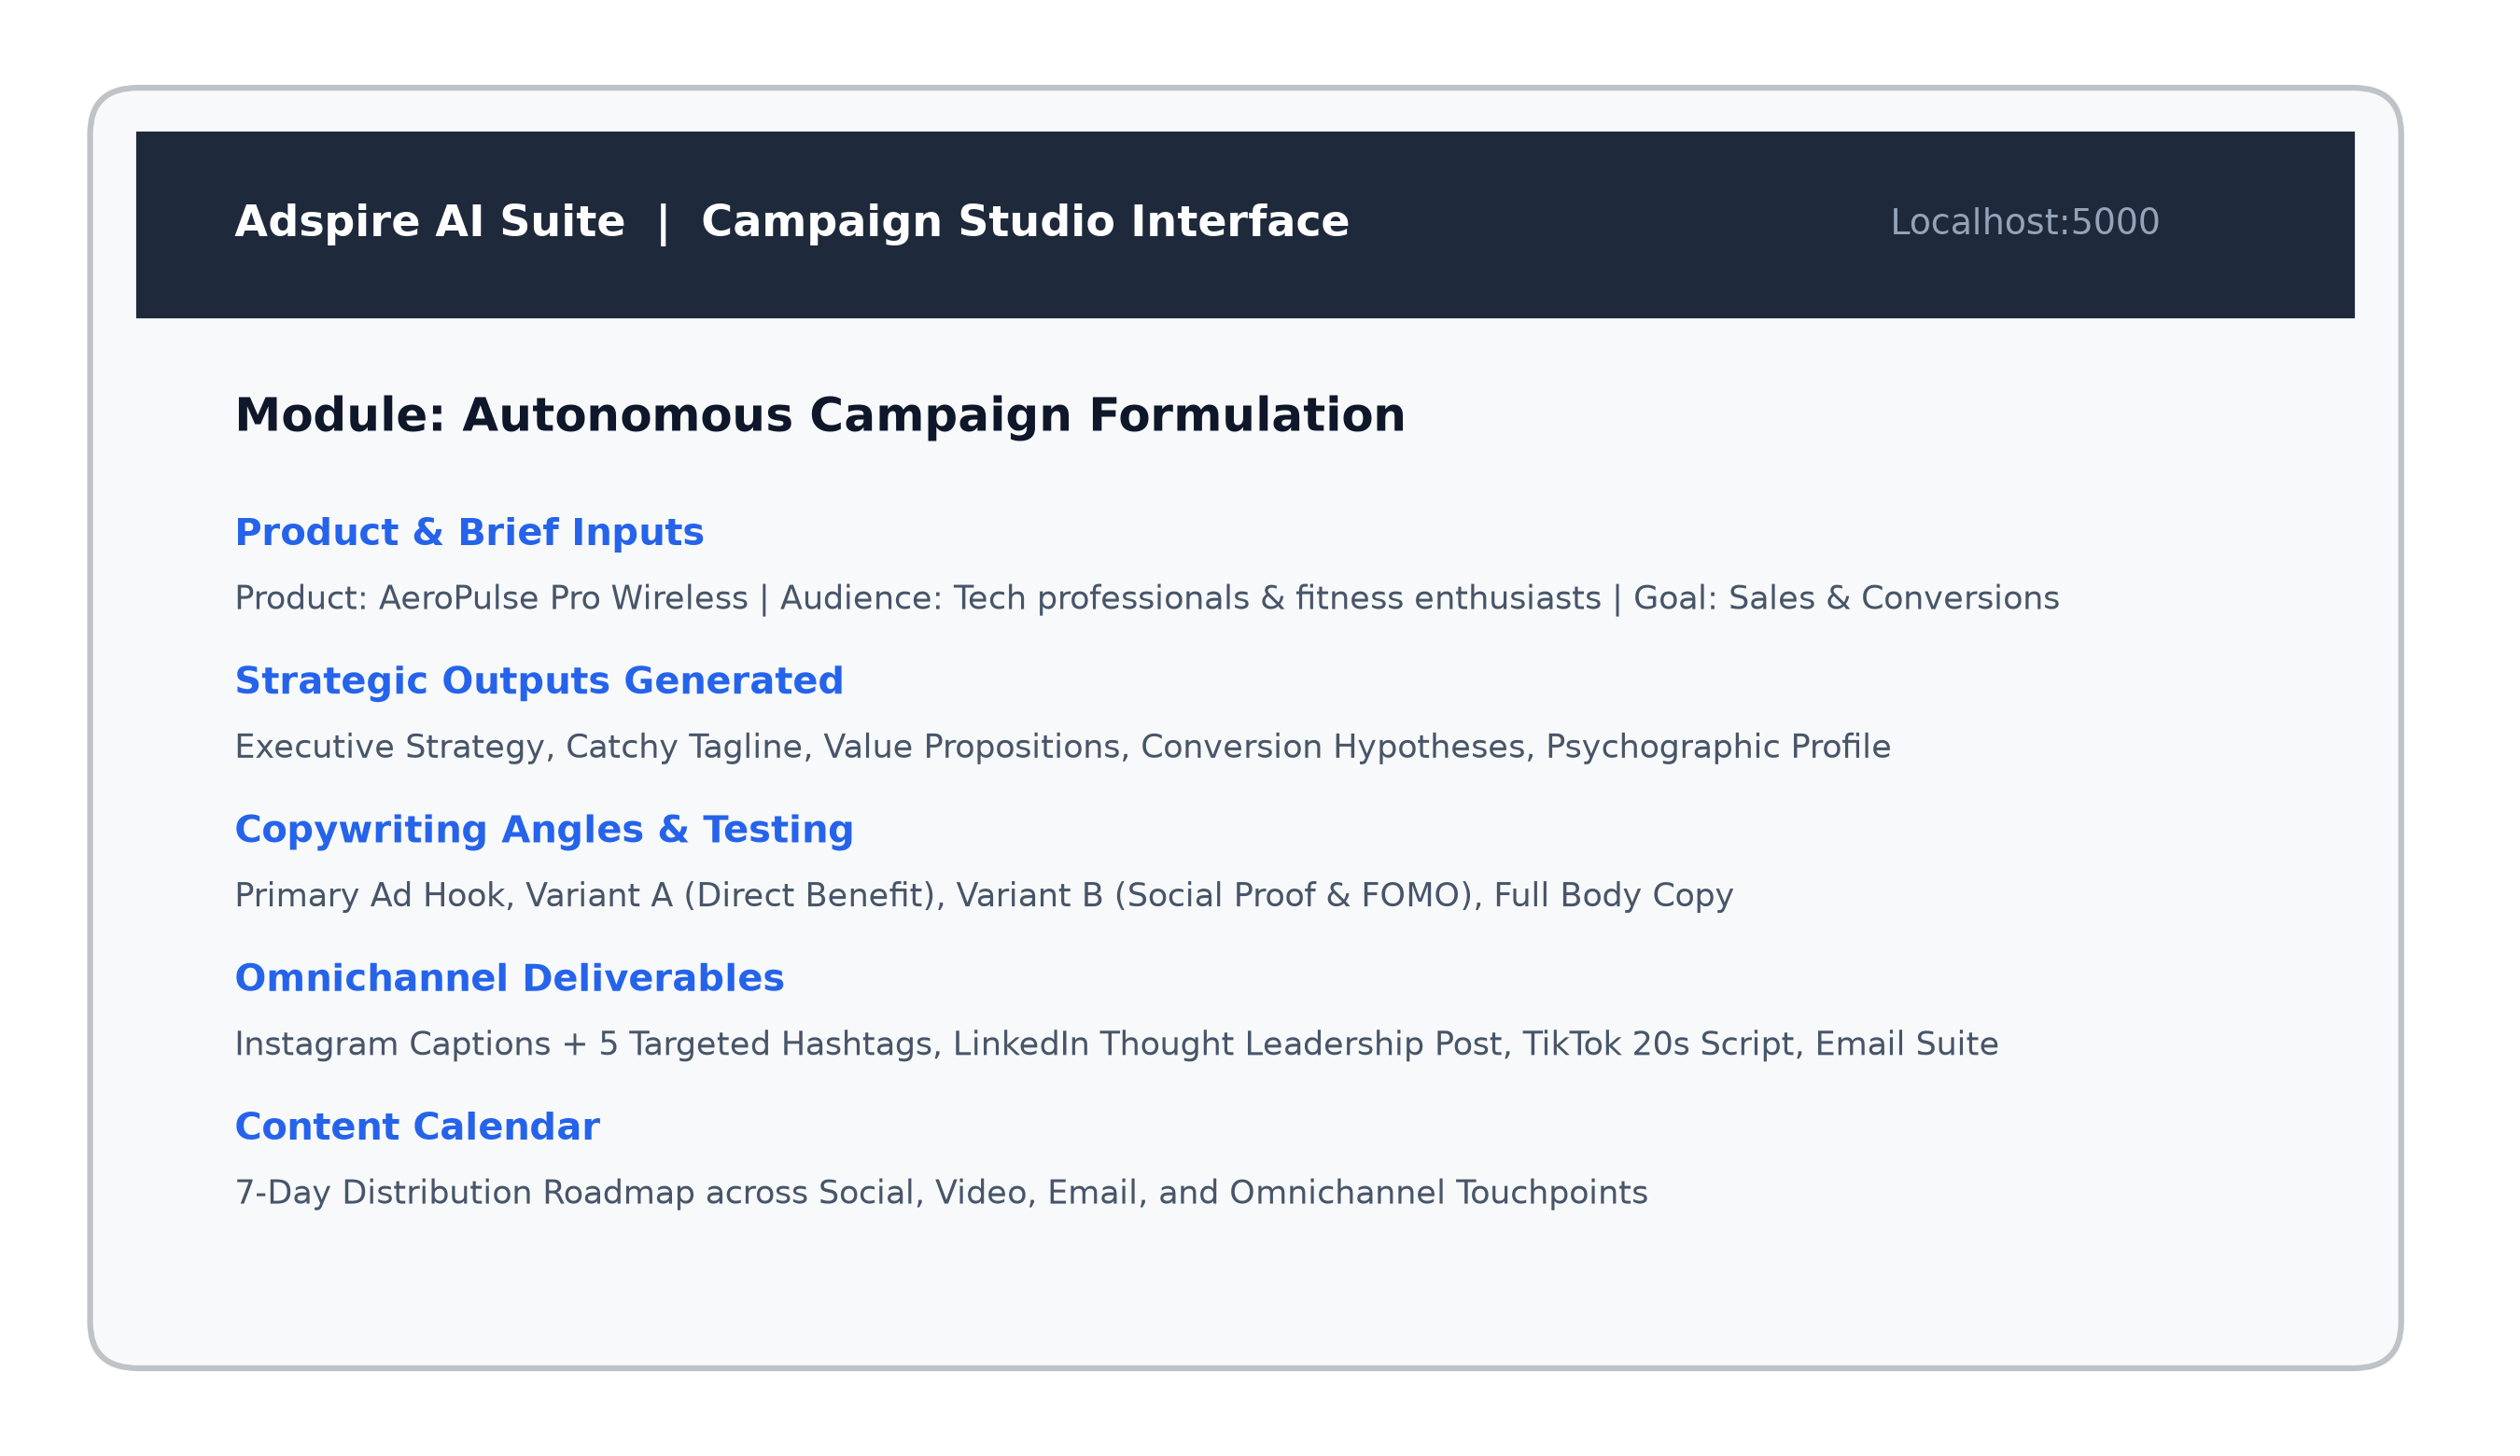 Adspire AI Suite | Campaign Studio Interface
Localhost:5000
Module: Autonomous Campaign Formulation
Product & Brief Inputs
Product: AeroPulse Pro Wireless | Audience: Tech professionals & fitness enthusiasts | Goal: Sales & Conversions
Strategic Outputs Generated
Executive Strategy, Catchy Tagline, Value Propositions, Conversion Hypotheses, Psychographic Profile
Copywriting Angles & Testing
Primary Ad Hook, Variant A (Direct Benefit), Variant B (Social Proof & FOMO), Full Body Copy
Omnichannel Deliverables
Instagram Captions + 5 Targeted Hashtags, LinkedIn Thought Leadership Post, TikTok 20s Script, Email Suite
Content Calendar
7-Day Distribution Roadmap across Social, Video, Email, and Omnichannel Touchpoints